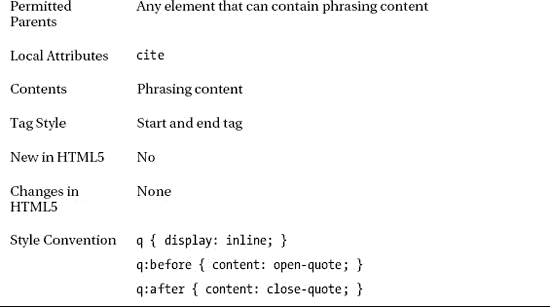 Permitted Any element that can contain phrasing content
Parents
Local Attributes cite
Contents Phrasing content
Tag Style Start and end tag
New in HTML5 No
Changes in None
HTML5
Style Convention q { display: inline; }
q:before { content: open-quote; }
q:after { content: close-quote; }